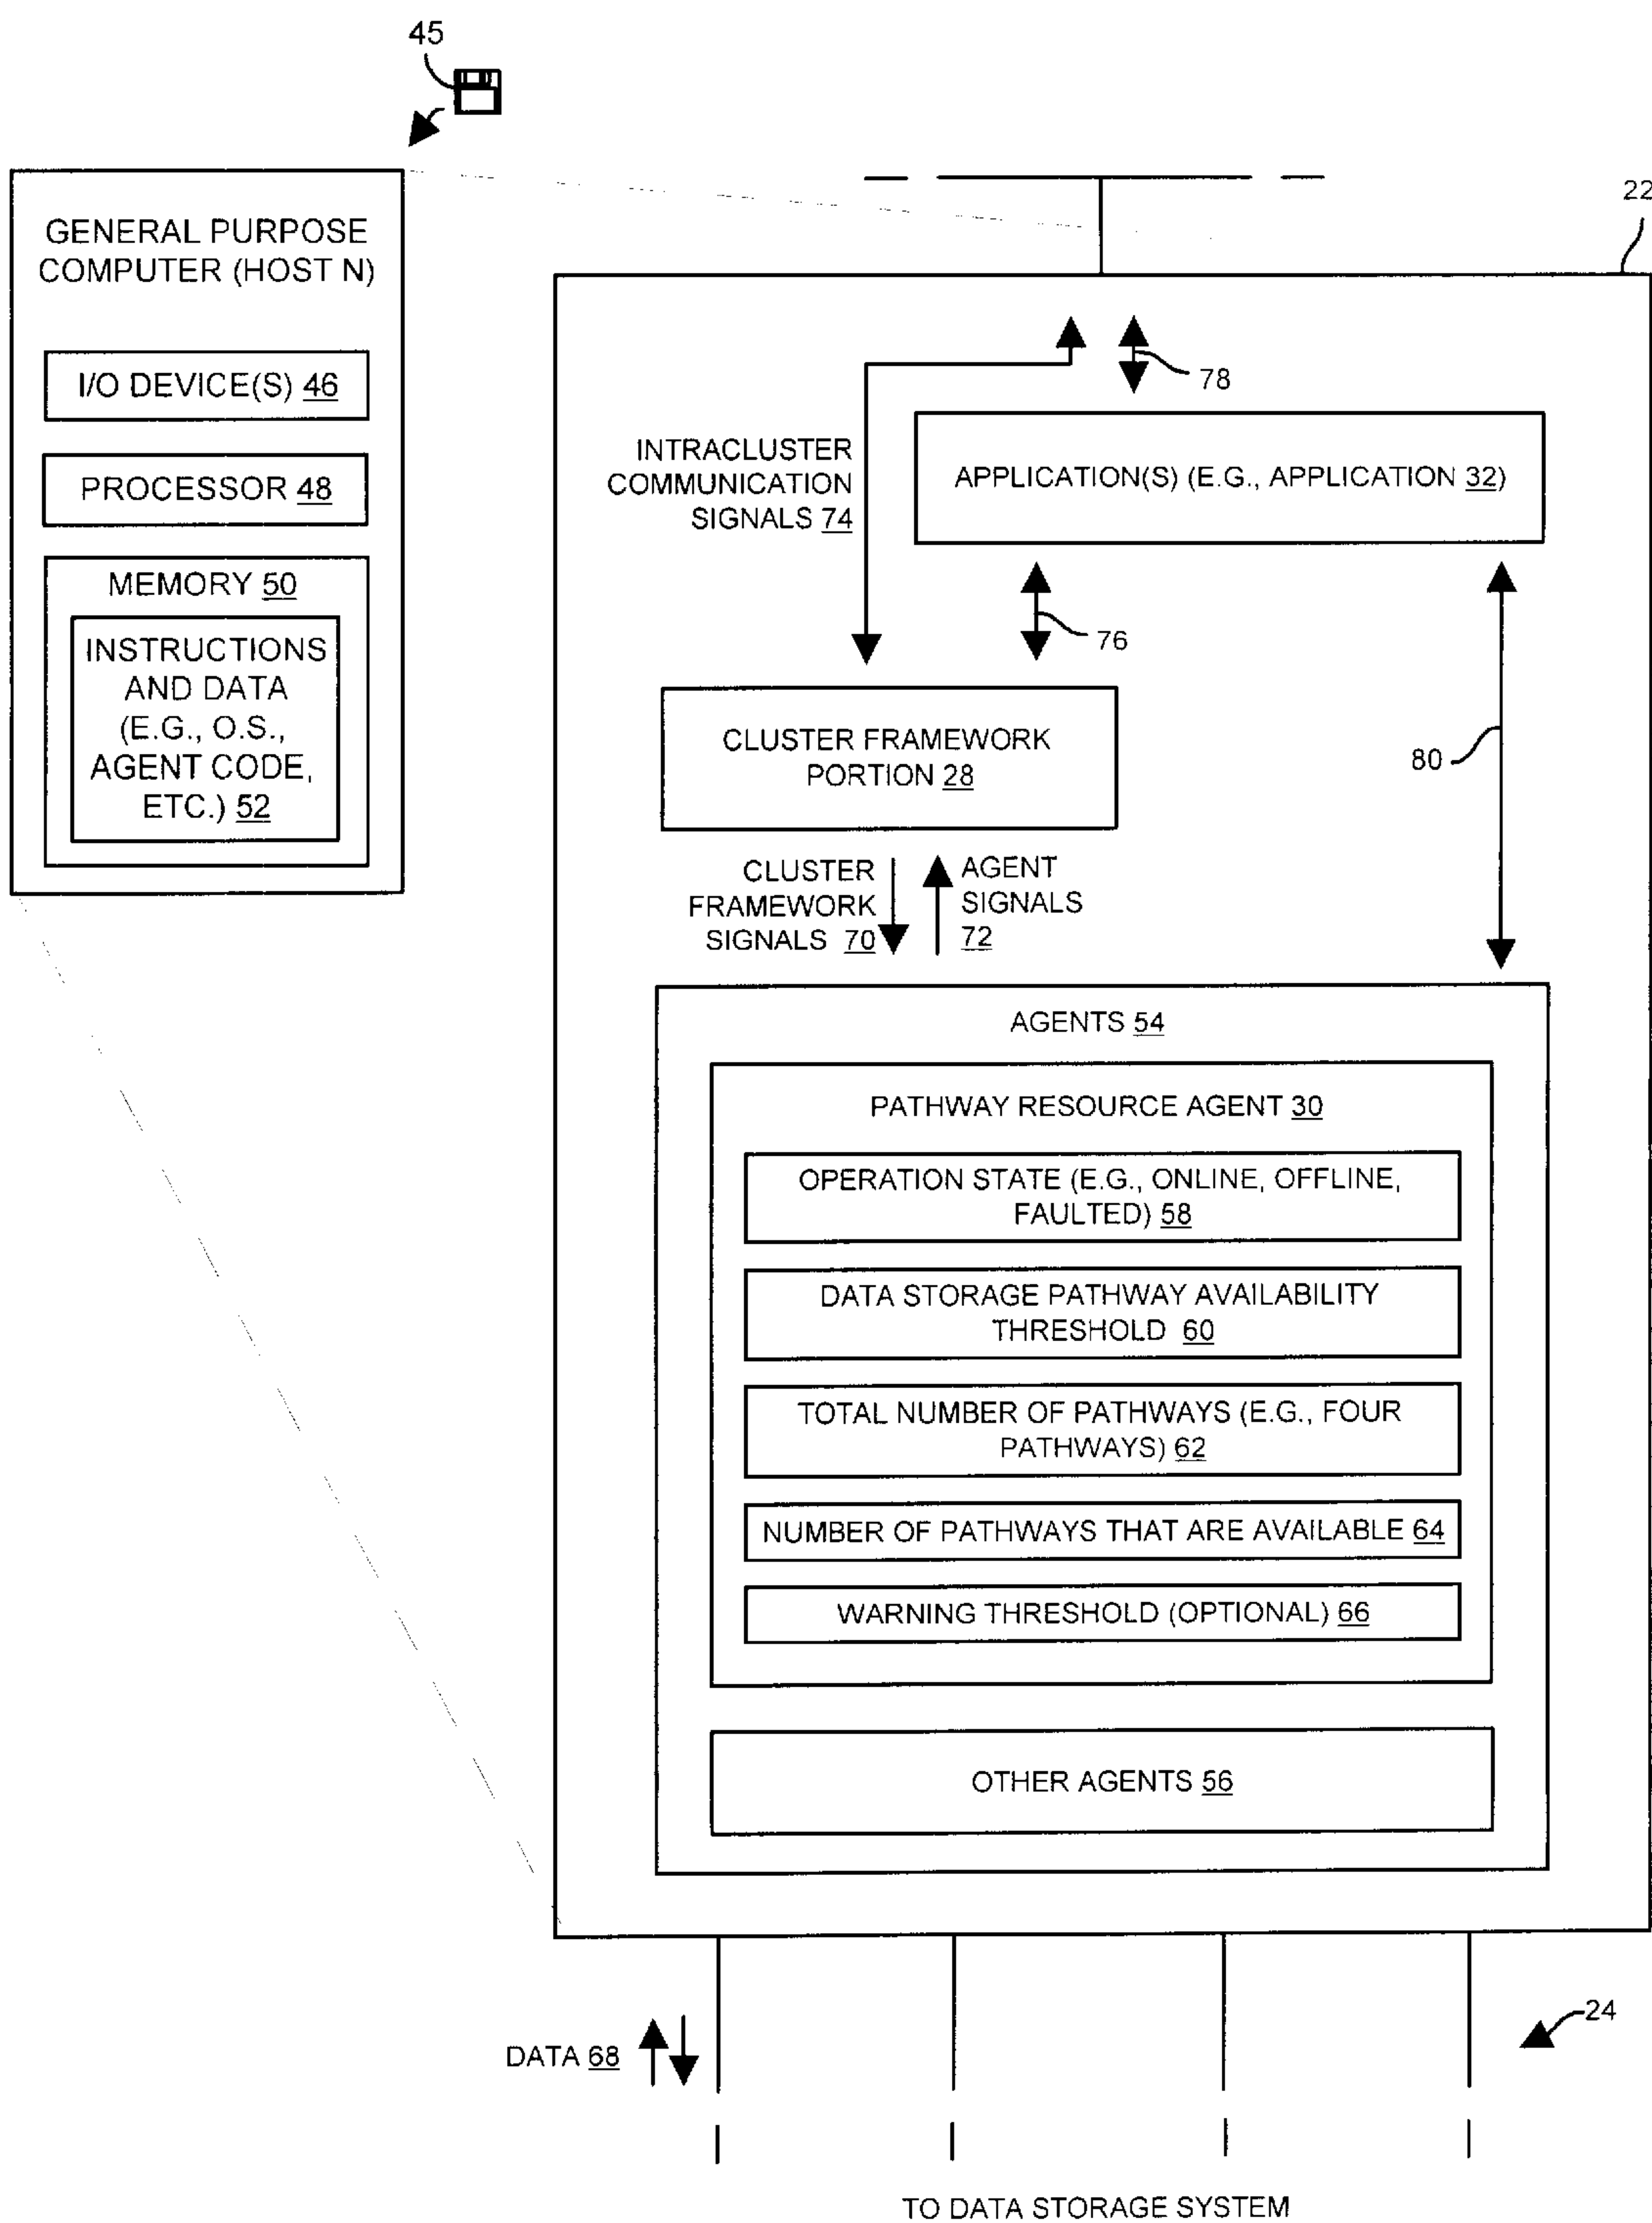 45
22
GENERAL PURPOSE
COMPUTER (HOST N)
I/O DEVICE(S) 46
PROCESSOR 48
MEMORY 50
INSTRUCTIONS
AND DATA
(E.G., O.S.,
AGENT CODE,
ETC.) 52
78
INTRACLUSTER
COMMUNICATION
SIGNALS 74
APPLICATION(S) (E.G., APPLICATION 32)
76
80
CLUSTER FRAMEWORK
PORTION 28
CLUSTER
FRAMEWORK
SIGNALS 70
AGENT
SIGNALS
72
AGENTS 54
PATHWAY RESOURCE AGENT 30
OPERATION STATE (E.G., ONLINE, OFFLINE,
FAULTED) 58
DATA STORAGE PATHWAY AVAILABILITY
THRESHOLD 60
TOTAL NUMBER OF PATHWAYS (E.G., FOUR
PATHWAYS) 62
NUMBER OF PATHWAYS THAT ARE AVAILABLE 64
WARNING THRESHOLD (OPTIONAL) 66
OTHER AGENTS 56
24
DATA 68
TO DATA STORAGE SYSTEM